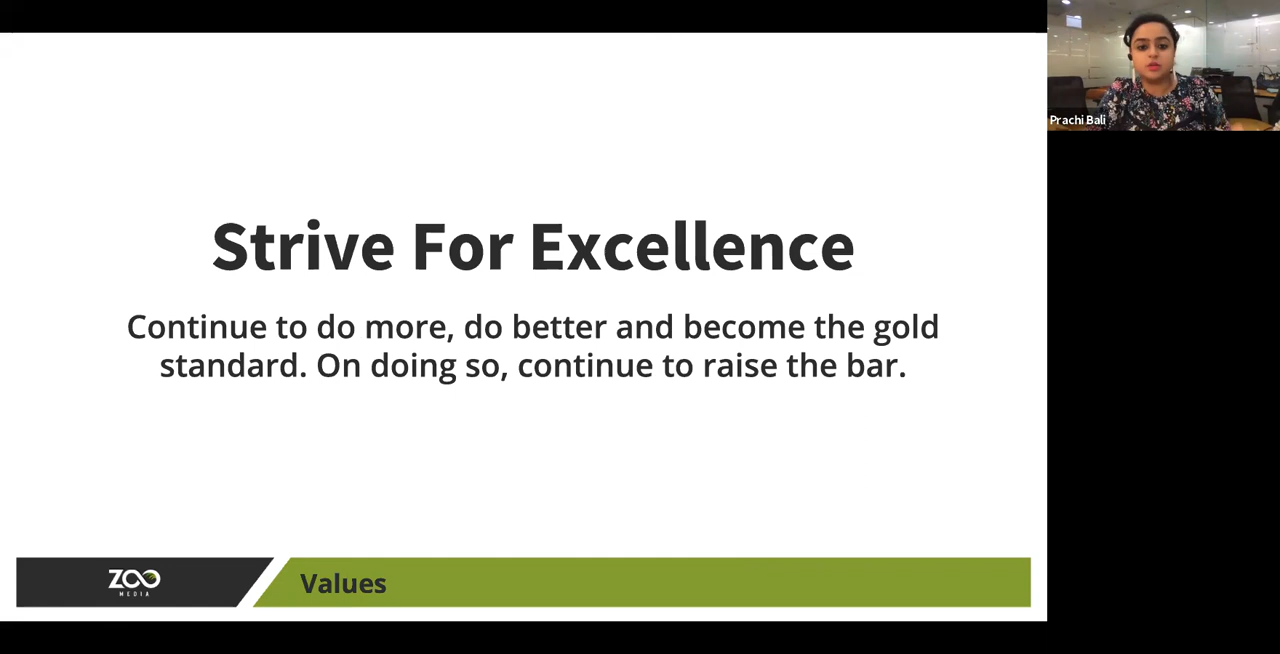 Prachi Bali
Strive For Excellence
Continue to do more, do better and become the gold
standard. On doing so, continue to raise the bar.
ZOO
MEDIA
Values